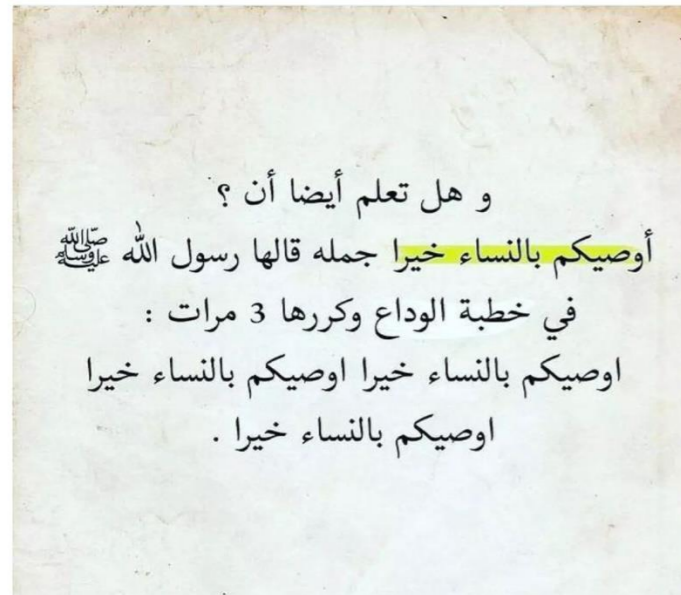 و هل تعلم أيضا أن ؟
أوصيكم بالنساء خيرا جمله قالها رسول الله ﷺ
في خطبة الوداع وكررها 3 مرات :
اوصيكم بالنساء خيرا اوصيكم بالنساء خيرا
اوصيكم بالنساء خيرا .